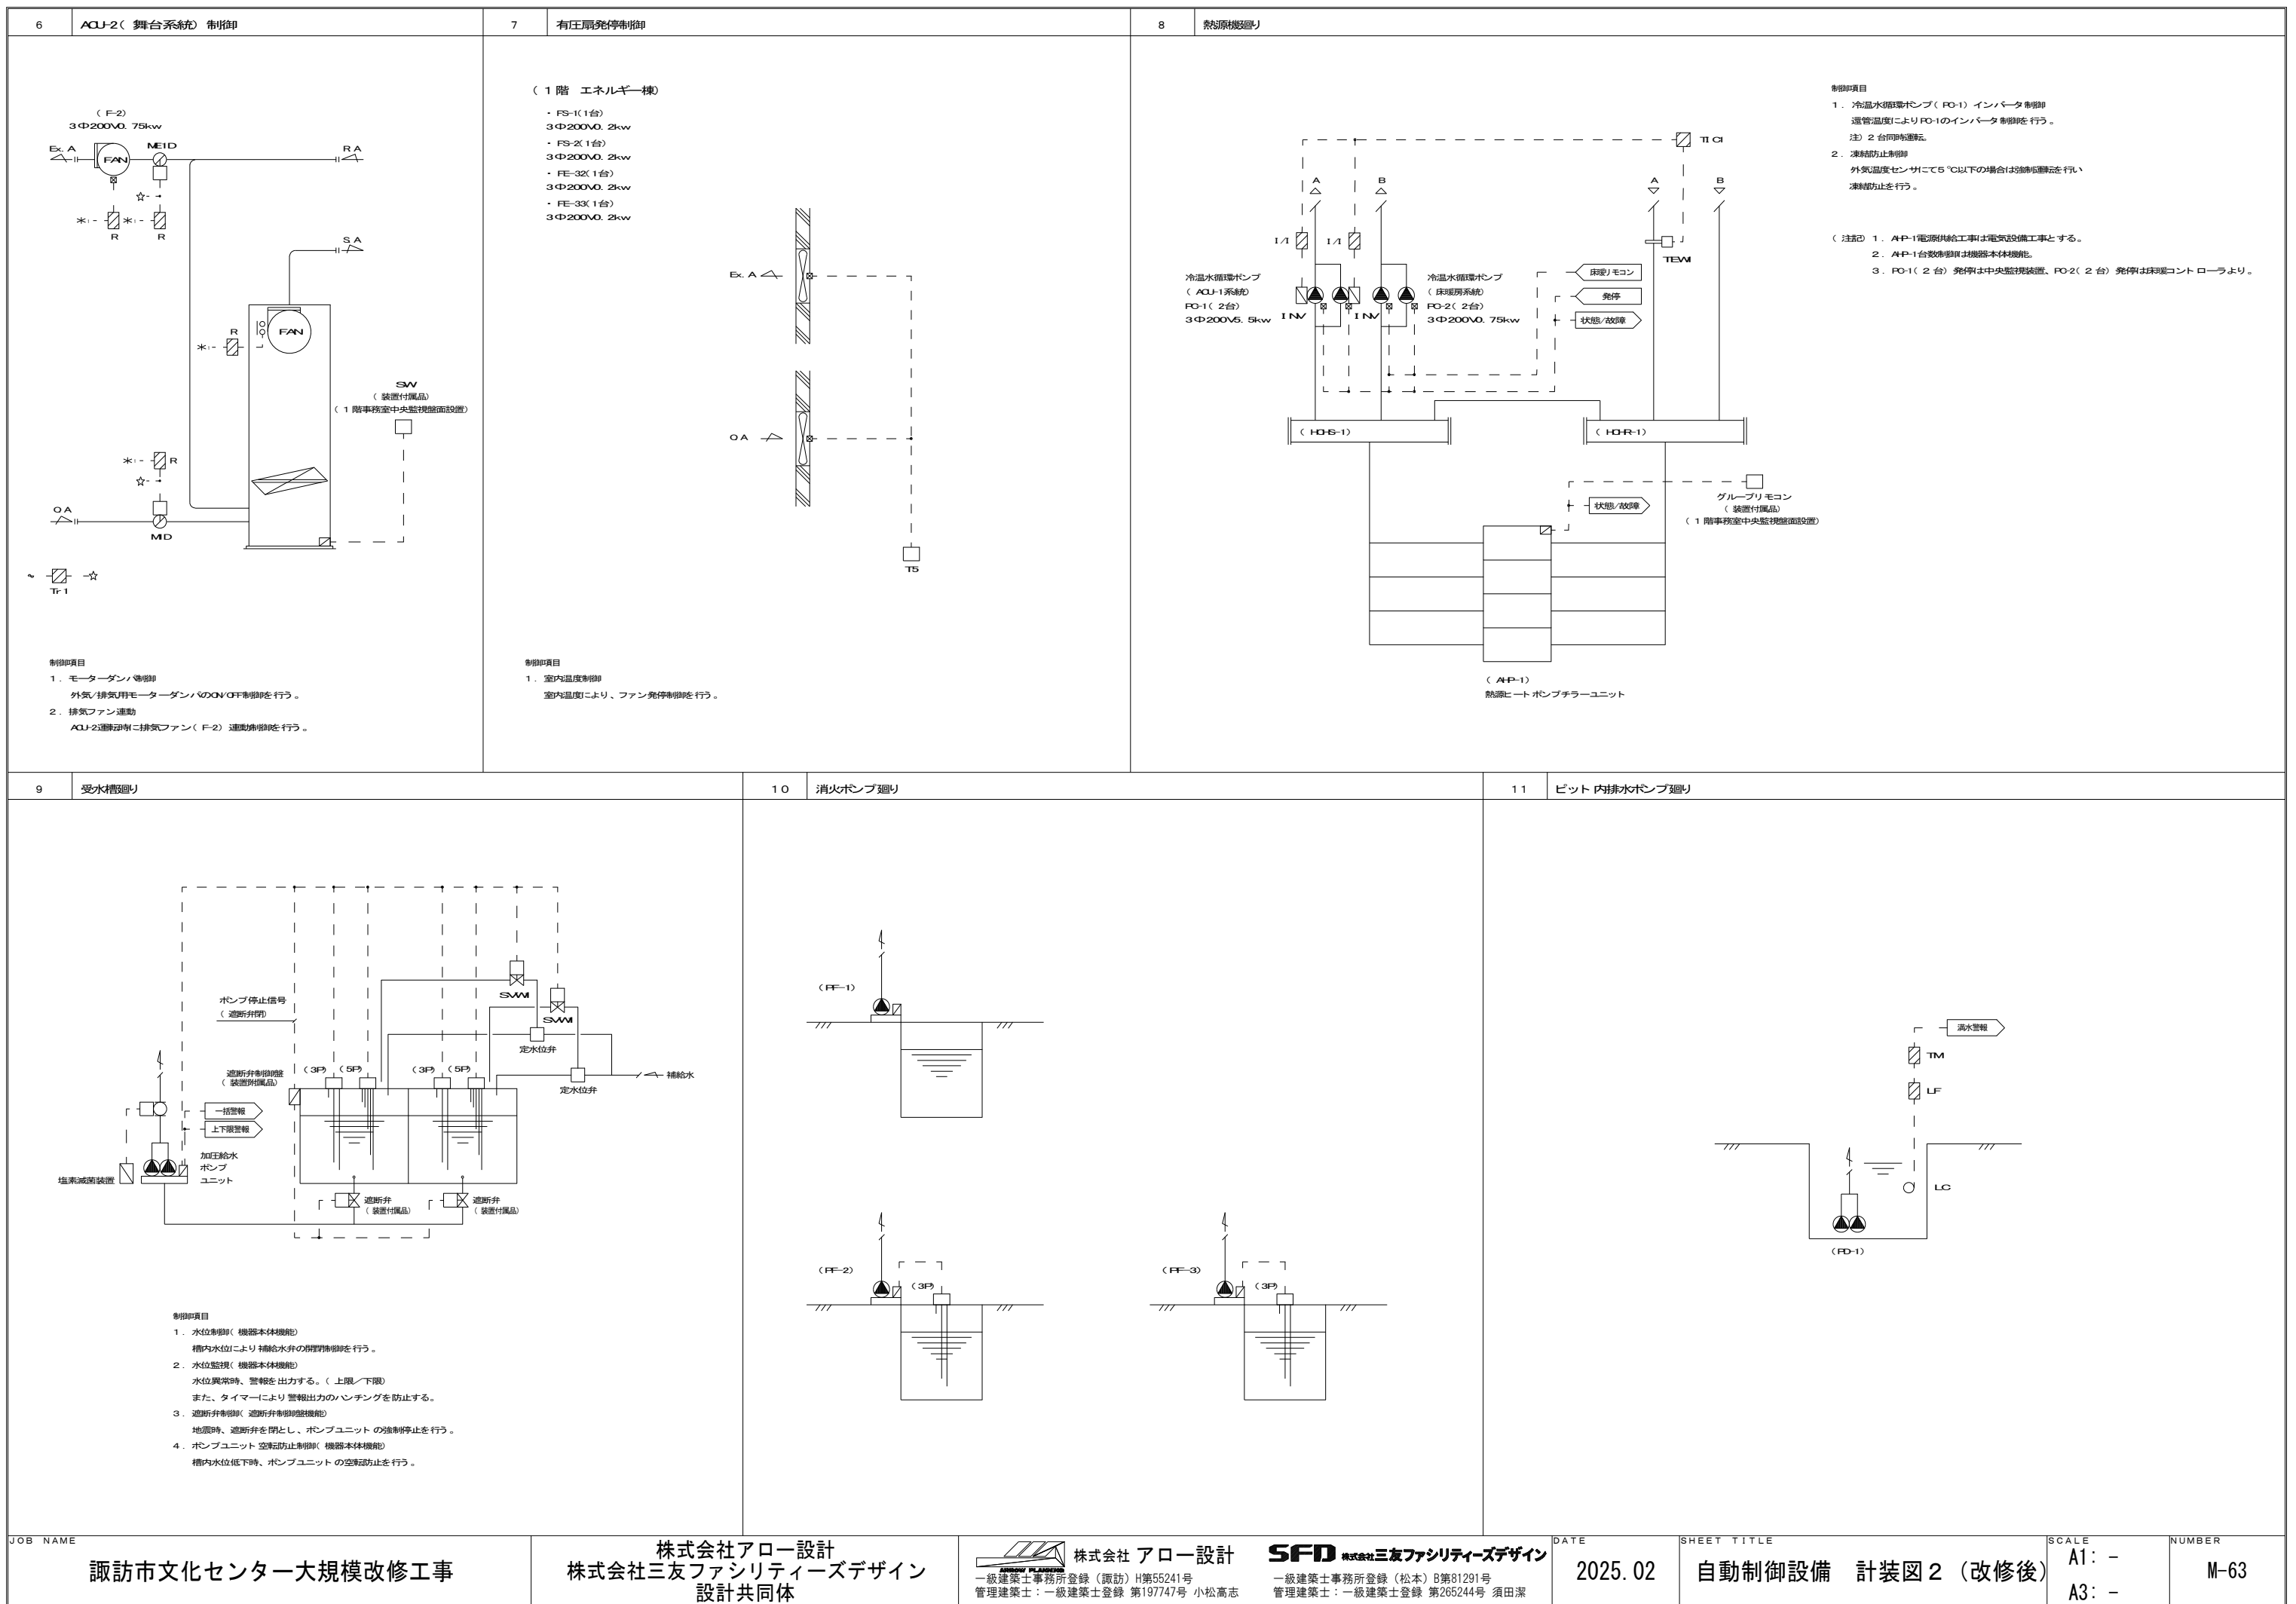 6 ACU-2(舞台系統) 制御
(F-2)
3Φ200V0.75kw
Ex.A
FAN
MEID
RA
R
R
SA
R
FAN
SW
(装置付属品)
(1階事務室中央監視盤面設置)
R
OA
MD
Tr1
制御項目
1. モーターダンパ制御
外気/排気用モーターダンパのON/OFF制御を行う。
2. 排気ファン連動
ACU-2運転時に排気ファン(F-2)連動制御を行う。
7 有圧扇発停制御
(1階 エネルギー棟)
・FS-1(1台)
3Φ200V0.2kw
・FS-2(1台)
3Φ200V0.2kw
・FE-32(1台)
3Φ200V0.2kw
・FE-33(1台)
3Φ200V0.2kw
Ex.A
OA
T5
制御項目
1. 室内温度制御
室内温度により、ファン発停制御を行う。
8 熱源機廻り
TIC1
A B A B
I/I I/I
TEW1
冷温水循環ポンプ
(ACU-1系統)
PC-1(2台)
3Φ200V5.5kw
INV INV
冷温水循環ポンプ
(床暖房系統)
PC-2(2台)
3Φ200V0.75kw
床暖リモコン
発停
状態/故障
(HCHS-1)
(HCHR-1)
状態/故障
グループリモコン
(装置付属品)
(1階事務室中央監視盤面設置)
(AHP-1)
熱源ヒートポンプチラーユニット
制御項目
1. 冷温水循環ポンプ(PC-1)インバータ制御
還管温度によりPC-1のインバータ制御を行う。
注)2台同時運転。
2. 凍結防止制御
外気温度センサにて5℃以下の場合は強制運転を行い
凍結防止を行う。
(注記)1. AHP-1電源供給工事は電気設備工事とする。
2. AHP-1台数制御は機器本体機能。
3. PC-1(2台)発停は中央監視装置、PC-2(2台)発停は床暖コントローラより。
9 受水槽廻り
ポンプ停止信号
(遮断弁閉)
SVW1
SVW1
定水位弁
定水位弁
補給水
遮断弁制御盤
(装置附属品)
(3P) (5P) (3P) (5P)
一括警報
上下限警報
加圧給水
ポンプ
ユニット
塩素滅菌装置
遮断弁
(装置付属品)
遮断弁
(装置付属品)
制御項目
1. 水位制御(機器本体機能)
槽内水位により補給水弁の開閉制御を行う。
2. 水位監視(機器本体機能)
水位異常時、警報を出力する。(上限/下限)
また、タイマーにより警報出力のハンチングを防止する。
3. 遮断弁制御(遮断弁制御盤機能)
地震時、遮断弁を閉とし、ポンプユニットの強制停止を行う。
4. ポンプユニット空転防止制御(機器本体機能)
槽内水位低下時、ポンプユニットの空転防止を行う。
10 消火ポンプ廻り
(PF-1)
(PF-2)
(3P)
(PF-3)
(3P)
11 ピット内排水ポンプ廻り
満水警報
TM
LF
LC
(PD-1)
JOB NAME
諏訪市文化センター大規模改修工事
株式会社アロー設計
株式会社三友ファシリティーズデザイン
設計共同体
株式会社 アロー設計
ARROW PLANNING
一級建築士事務所登録(諏訪)H第55241号
管理建築士:一級建築士登録 第197747号 小松高志
SFD 株式会社三友ファシリティーズデザイン
一級建築士事務所登録(松本)B第81291号
管理建築士:一級建築士登録 第265244号 須田潔
DATE
2025.02
SHEET TITLE
自動制御設備 計装図2(改修後)
SCALE
A1: -
A3: -
NUMBER
M-63